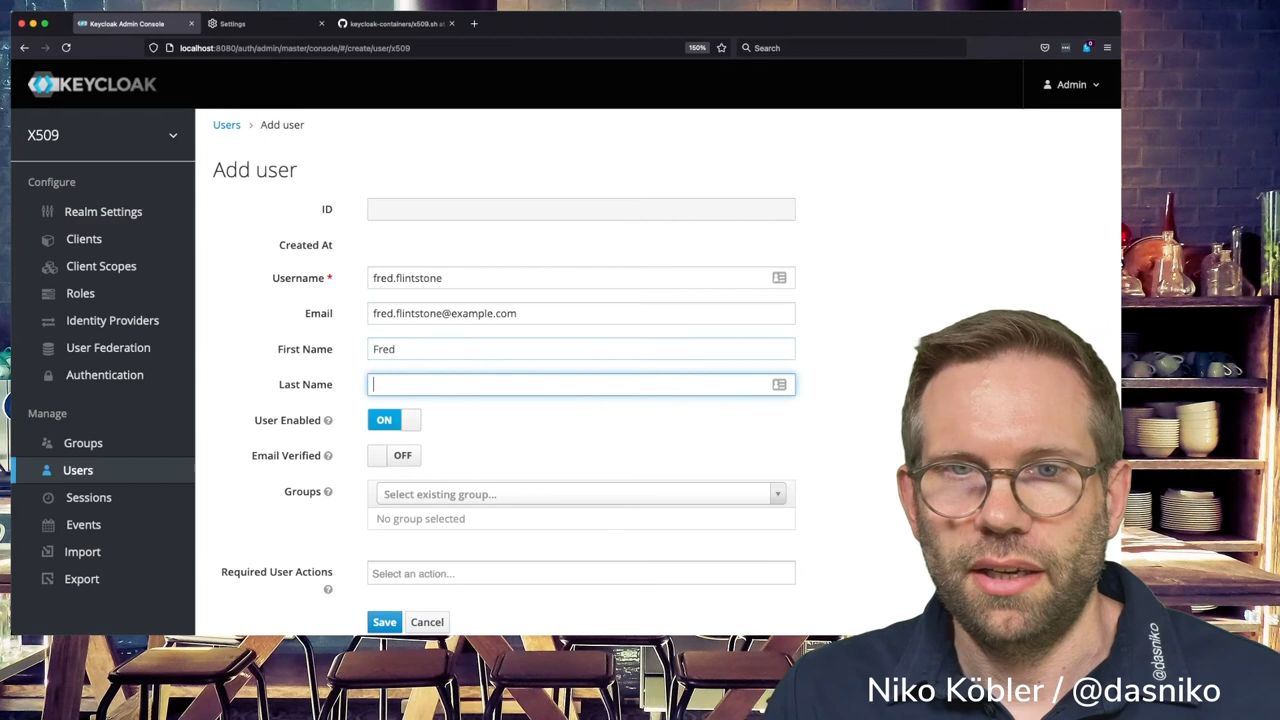 Keycloak Admin Console
Settings
keycloak-containers/x509.sh at
localhost:8080/auth/admin/master/console/#/create/user/x509
150%
Search
KEYCLOAK
Admin
X509
Users > Add user
Configure
Add user
Realm Settings
ID
Clients
Created At
Client Scopes
Username * fred.flintstone
Roles
Email fred.flintstone@example.com
Identity Providers
First Name Fred
User Federation
Authentication
Last Name
Manage
User Enabled ON
Groups
Email Verified OFF
Users
Groups Select existing group...
Sessions
No group selected
Events
Import
Required User Actions Select an action...
Export
Save Cancel
@dasniko
Niko Köbler / @dasniko